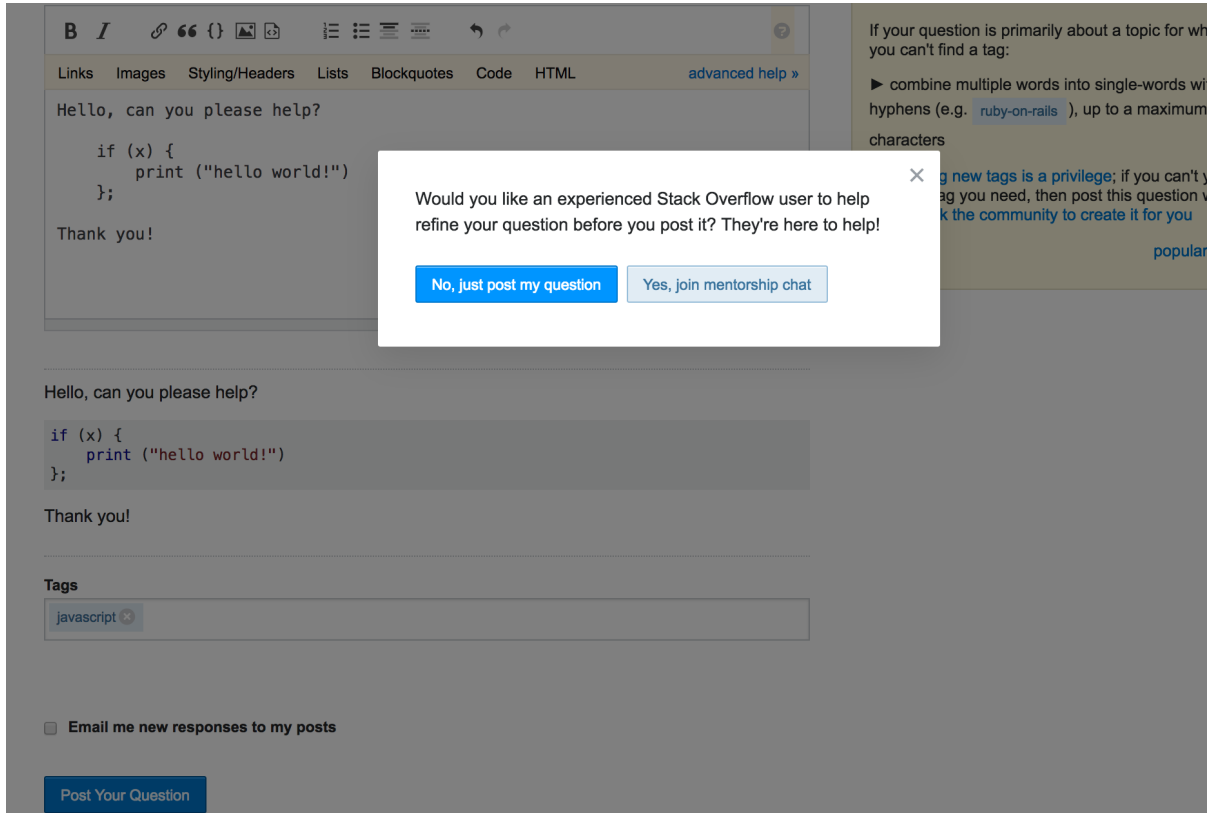 B I
Links Images Styling/Headers Lists Blockquotes Code HTML advanced help »
Hello, can you please help?
if (x) {
print ("hello world!")
};
Thank you!
If your question is primarily about a topic for
you can't find a tag:
► combine multiple words into single-words
hyphens (e.g. ruby-on-rails ), up to a maximum
characters
new tags is a privilege; if you can't
you need, then post this question
the community to create it for you
popular
Would you like an experienced Stack Overflow user to help
refine your question before you post it? They're here to help!
No, just post my question Yes, join mentorship chat
Hello, can you please help?
if (x) {
print ("hello world!")
};
Thank you!
Tags
javascript
Email me new responses to my posts
Post Your Question